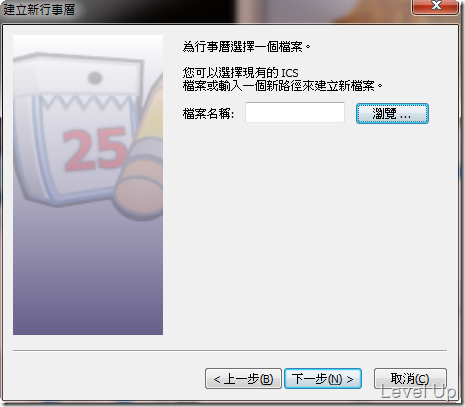 建立新行事曆
25
為行事曆選擇一個檔案。
您可以選擇現有的 ICS
檔案或輸入一個新路徑來建立新檔案。
檔案名稱:
瀏覽 ...
< 上一步(B)
下一步(N) >
取消(C)
Level Up